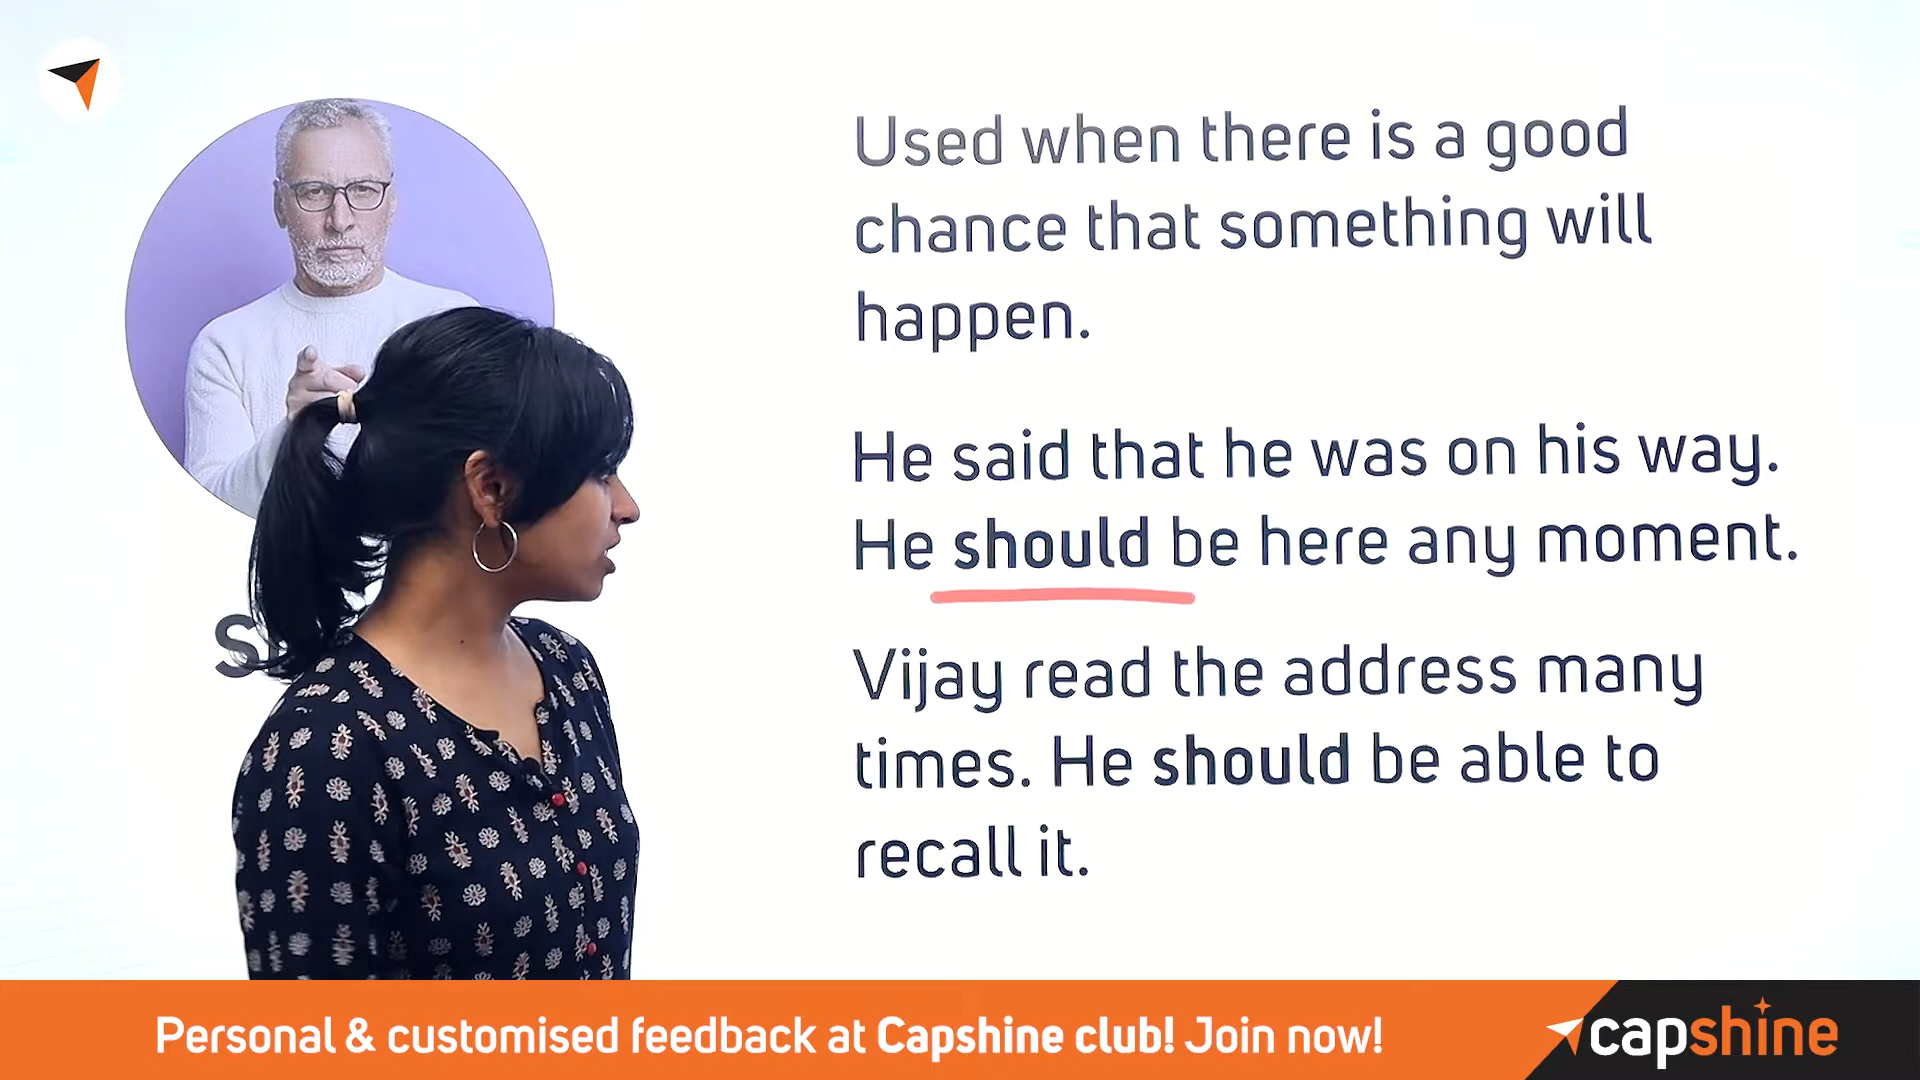 Used when there is a good
chance that something will
happen.
He said that he was on his way.
He should be here any moment.
Vijay read the address many
times. He should be able to
recall it.
Personal & customised feedback at Capshine club! Join now!
capshine